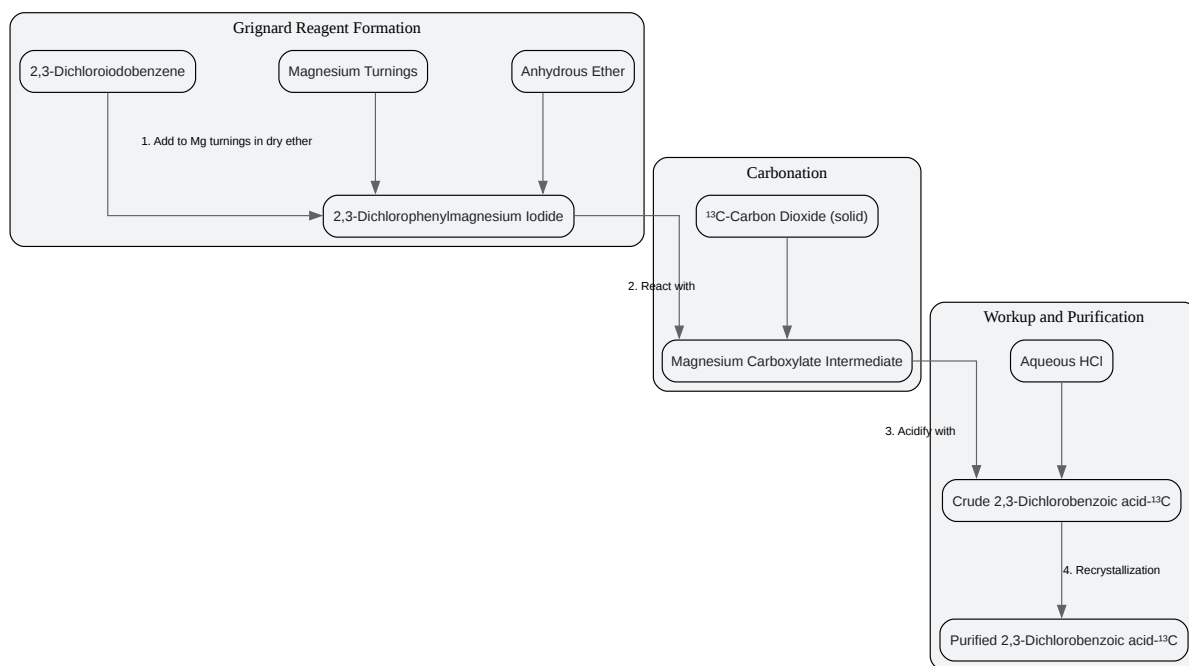 Grignard Reagent Formation
2,3-Dichloroiodobenzene
Magnesium Turnings
Anhydrous Ether
1. Add to Mg turnings in dry ether
2,3-Dichlorophenylmagnesium Iodide
Carbonation
¹³C-Carbon Dioxide (solid)
2. React with
Magnesium Carboxylate Intermediate
Workup and Purification
Aqueous HCl
3. Acidify with
Crude 2,3-Dichlorobenzoic acid-¹³C
4. Recrystallization
Purified 2,3-Dichlorobenzoic acid-¹³C